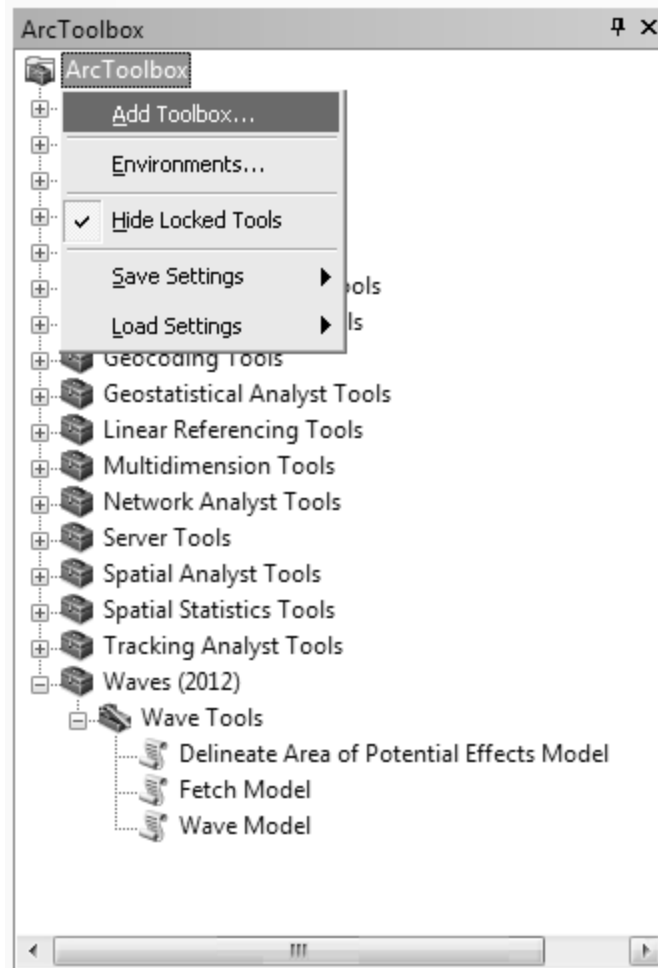 ArcToolbox
ArcToolbox
Add Toolbox...
Environments...
Hide Locked Tools
Save Settings
Load Settings
Geocoding Tools
Geostatistical Analyst Tools
Linear Referencing Tools
Multidimension Tools
Network Analyst Tools
Server Tools
Spatial Analyst Tools
Spatial Statistics Tools
Tracking Analyst Tools
Waves (2012)
Wave Tools
Delineate Area of Potential Effects Model
Fetch Model
Wave Model